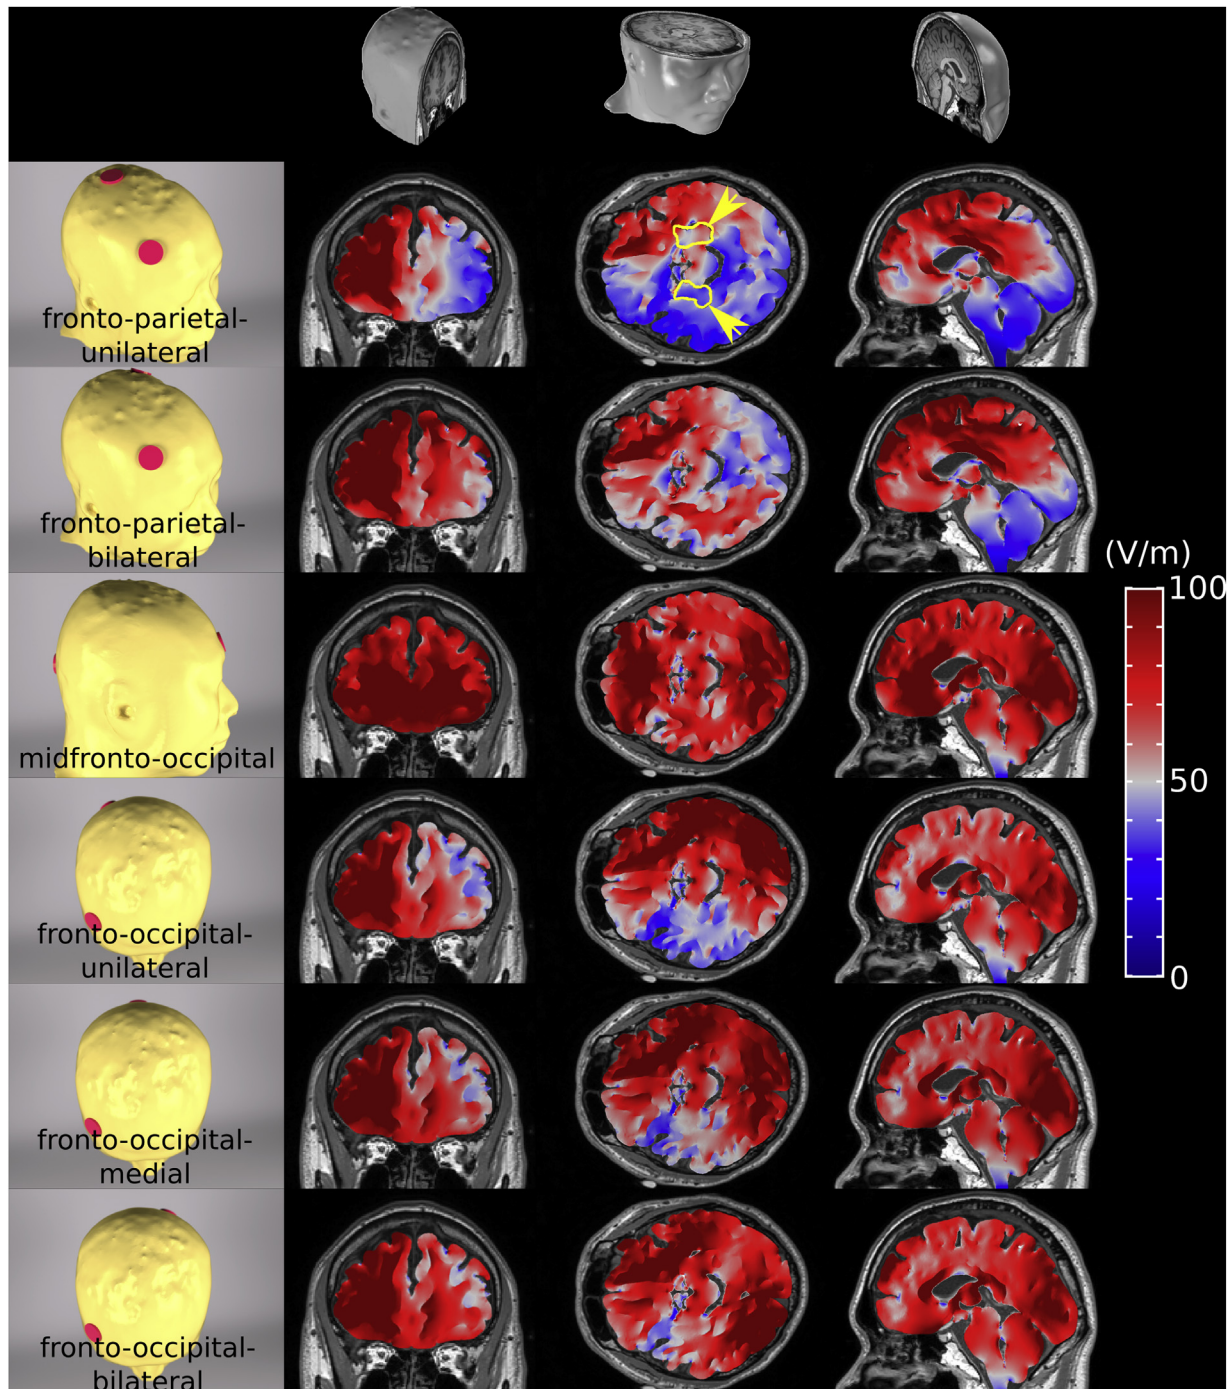 fronto-parietal-
unilateral
fronto-parietal-
bilateral
(V/m)
100
midfronto-occipital
50
fronto-occipital-
unilateral
0
fronto-occipital-
medial
fronto-occipital-
bilateral